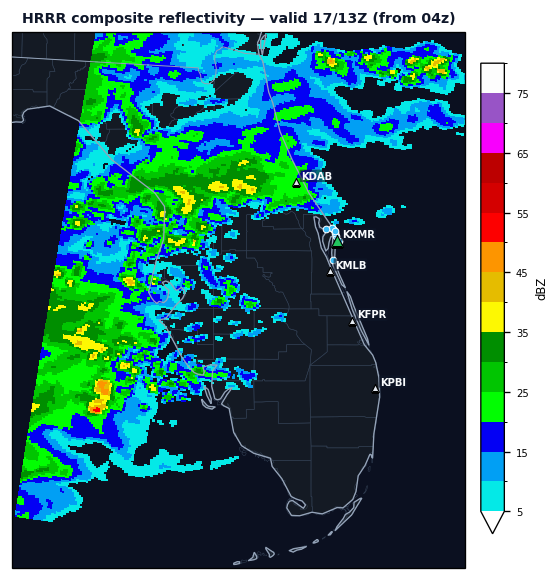 HRRR composite reflectivity — valid 17/13Z (from 04z)
75
65
55
45
35
25
15
5
dBZ
KDAB
KXMR
KMLB
KFPR
KPBI